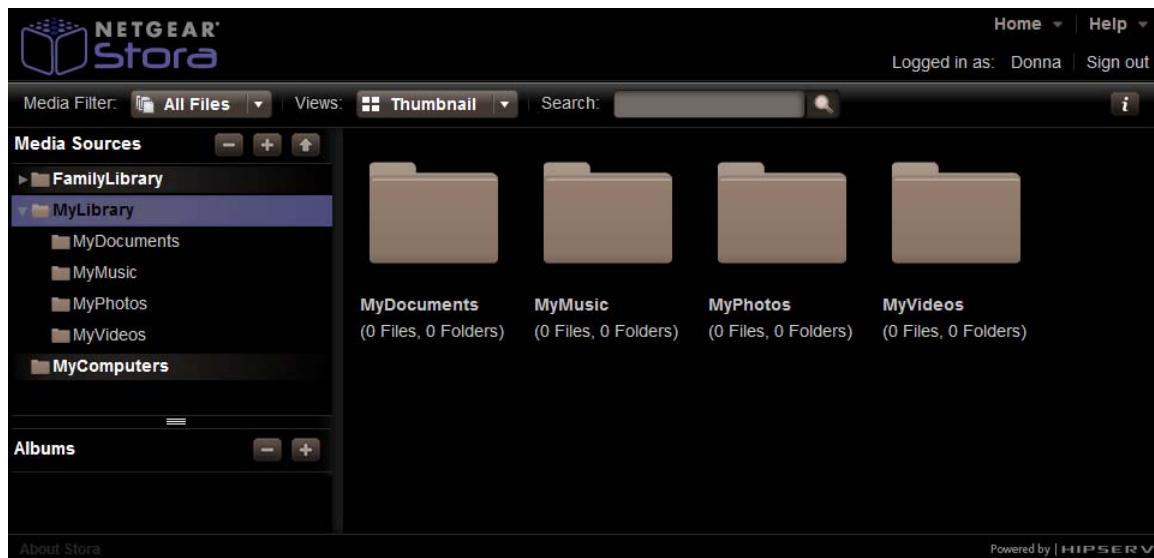 NETGEAR
Stora
Home Help
Logged in as: Donna Sign out
Media Filter: All Files Views: Thumbnail Search: i
Media Sources
FamilyLibrary
MyLibrary
MyDocuments
MyMusic
MyPhotos
MyVideos
MyComputers
MyDocuments MyMusic MyPhotos MyVideos
(0 Files, 0 Folders) (0 Files, 0 Folders) (0 Files, 0 Folders) (0 Files, 0 Folders)
Albums
About Stora
Powered by | HIPSERV